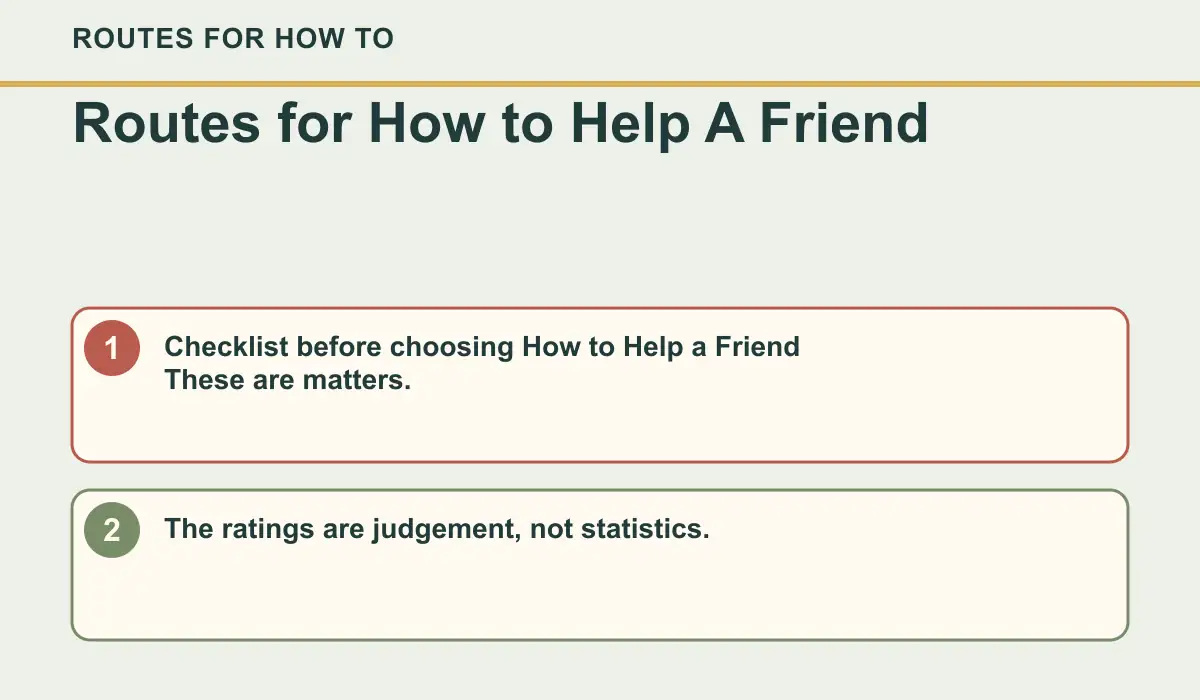 ROUTES FOR HOW TO
Routes for How to Help A Friend
1
Checklist before choosing How to Help a Friend
These are matters.
2
The ratings are judgement, not statistics.